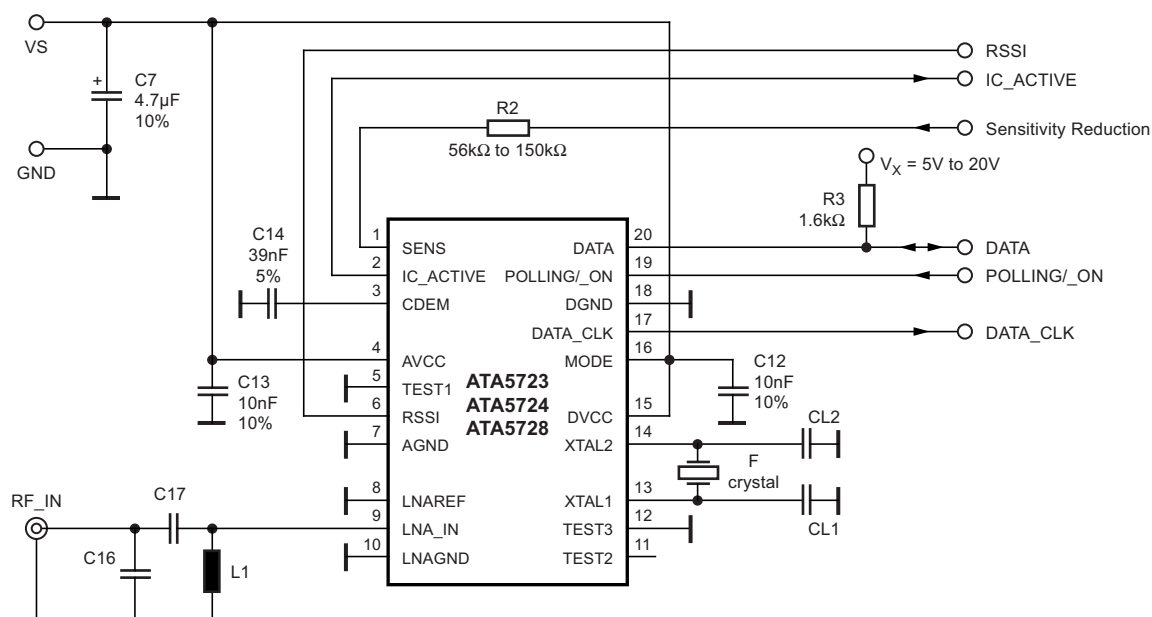 VS
C7
4.7µF
10%
+
GND
RSSI
IC_ACTIVE
R2
56kΩ to 150kΩ
Sensitivity Reduction
VX = 5V to 20V
R3
1.6kΩ
C14
39nF
5%
1
SENS
DATA
20
DATA
2
IC_ACTIVE
POLLING/_ON
19
POLLING/_ON
3
CDEM
DGND
18
DATA_CLK
17
DATA_CLK
4
AVCC
MODE
16
C13
10nF
10%
5
TEST1
ATA5723
ATA5724
ATA5728
C12
10nF
10%
6
RSSI
DVCC
15
7
AGND
XTAL2
14
CL2
F
crystal
8
LNAREF
XTAL1
13
CL1
RF_IN
C17
9
LNA_IN
TEST3
12
C16
L1
10
LNAGND
TEST2
11